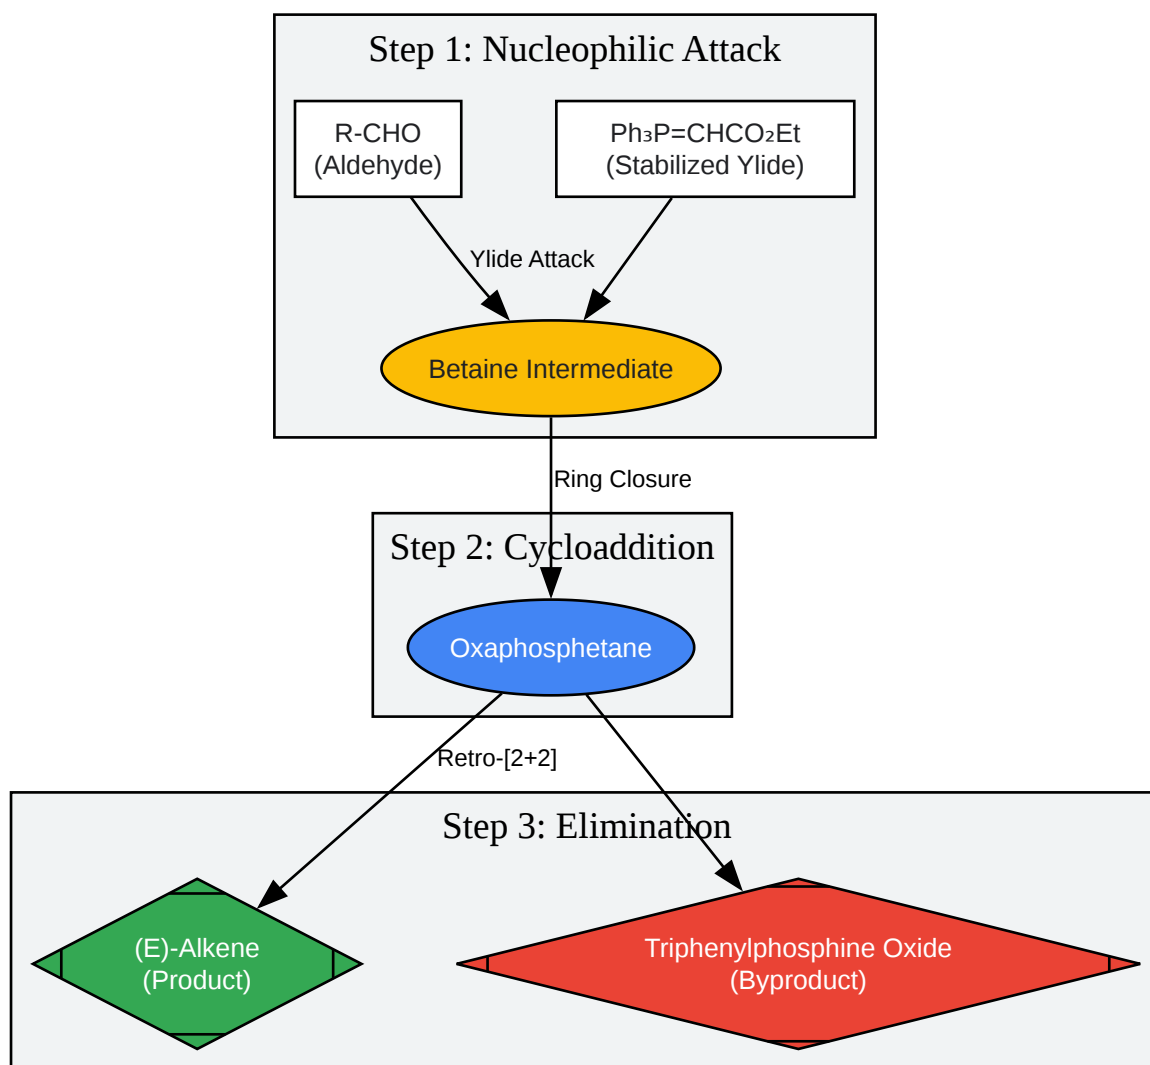 Step 1: Nucleophilic Attack
R-CHO
(Aldehyde)
Ph₃P=CHCO₂Et
(Stabilized Ylide)
Ylide Attack
Betaine Intermediate
Ring Closure
Step 2: Cycloaddition
Oxaphosphetane
Retro-[2+2]
Step 3: Elimination
(E)-Alkene
(Product)
Triphenylphosphine Oxide
(Byproduct)